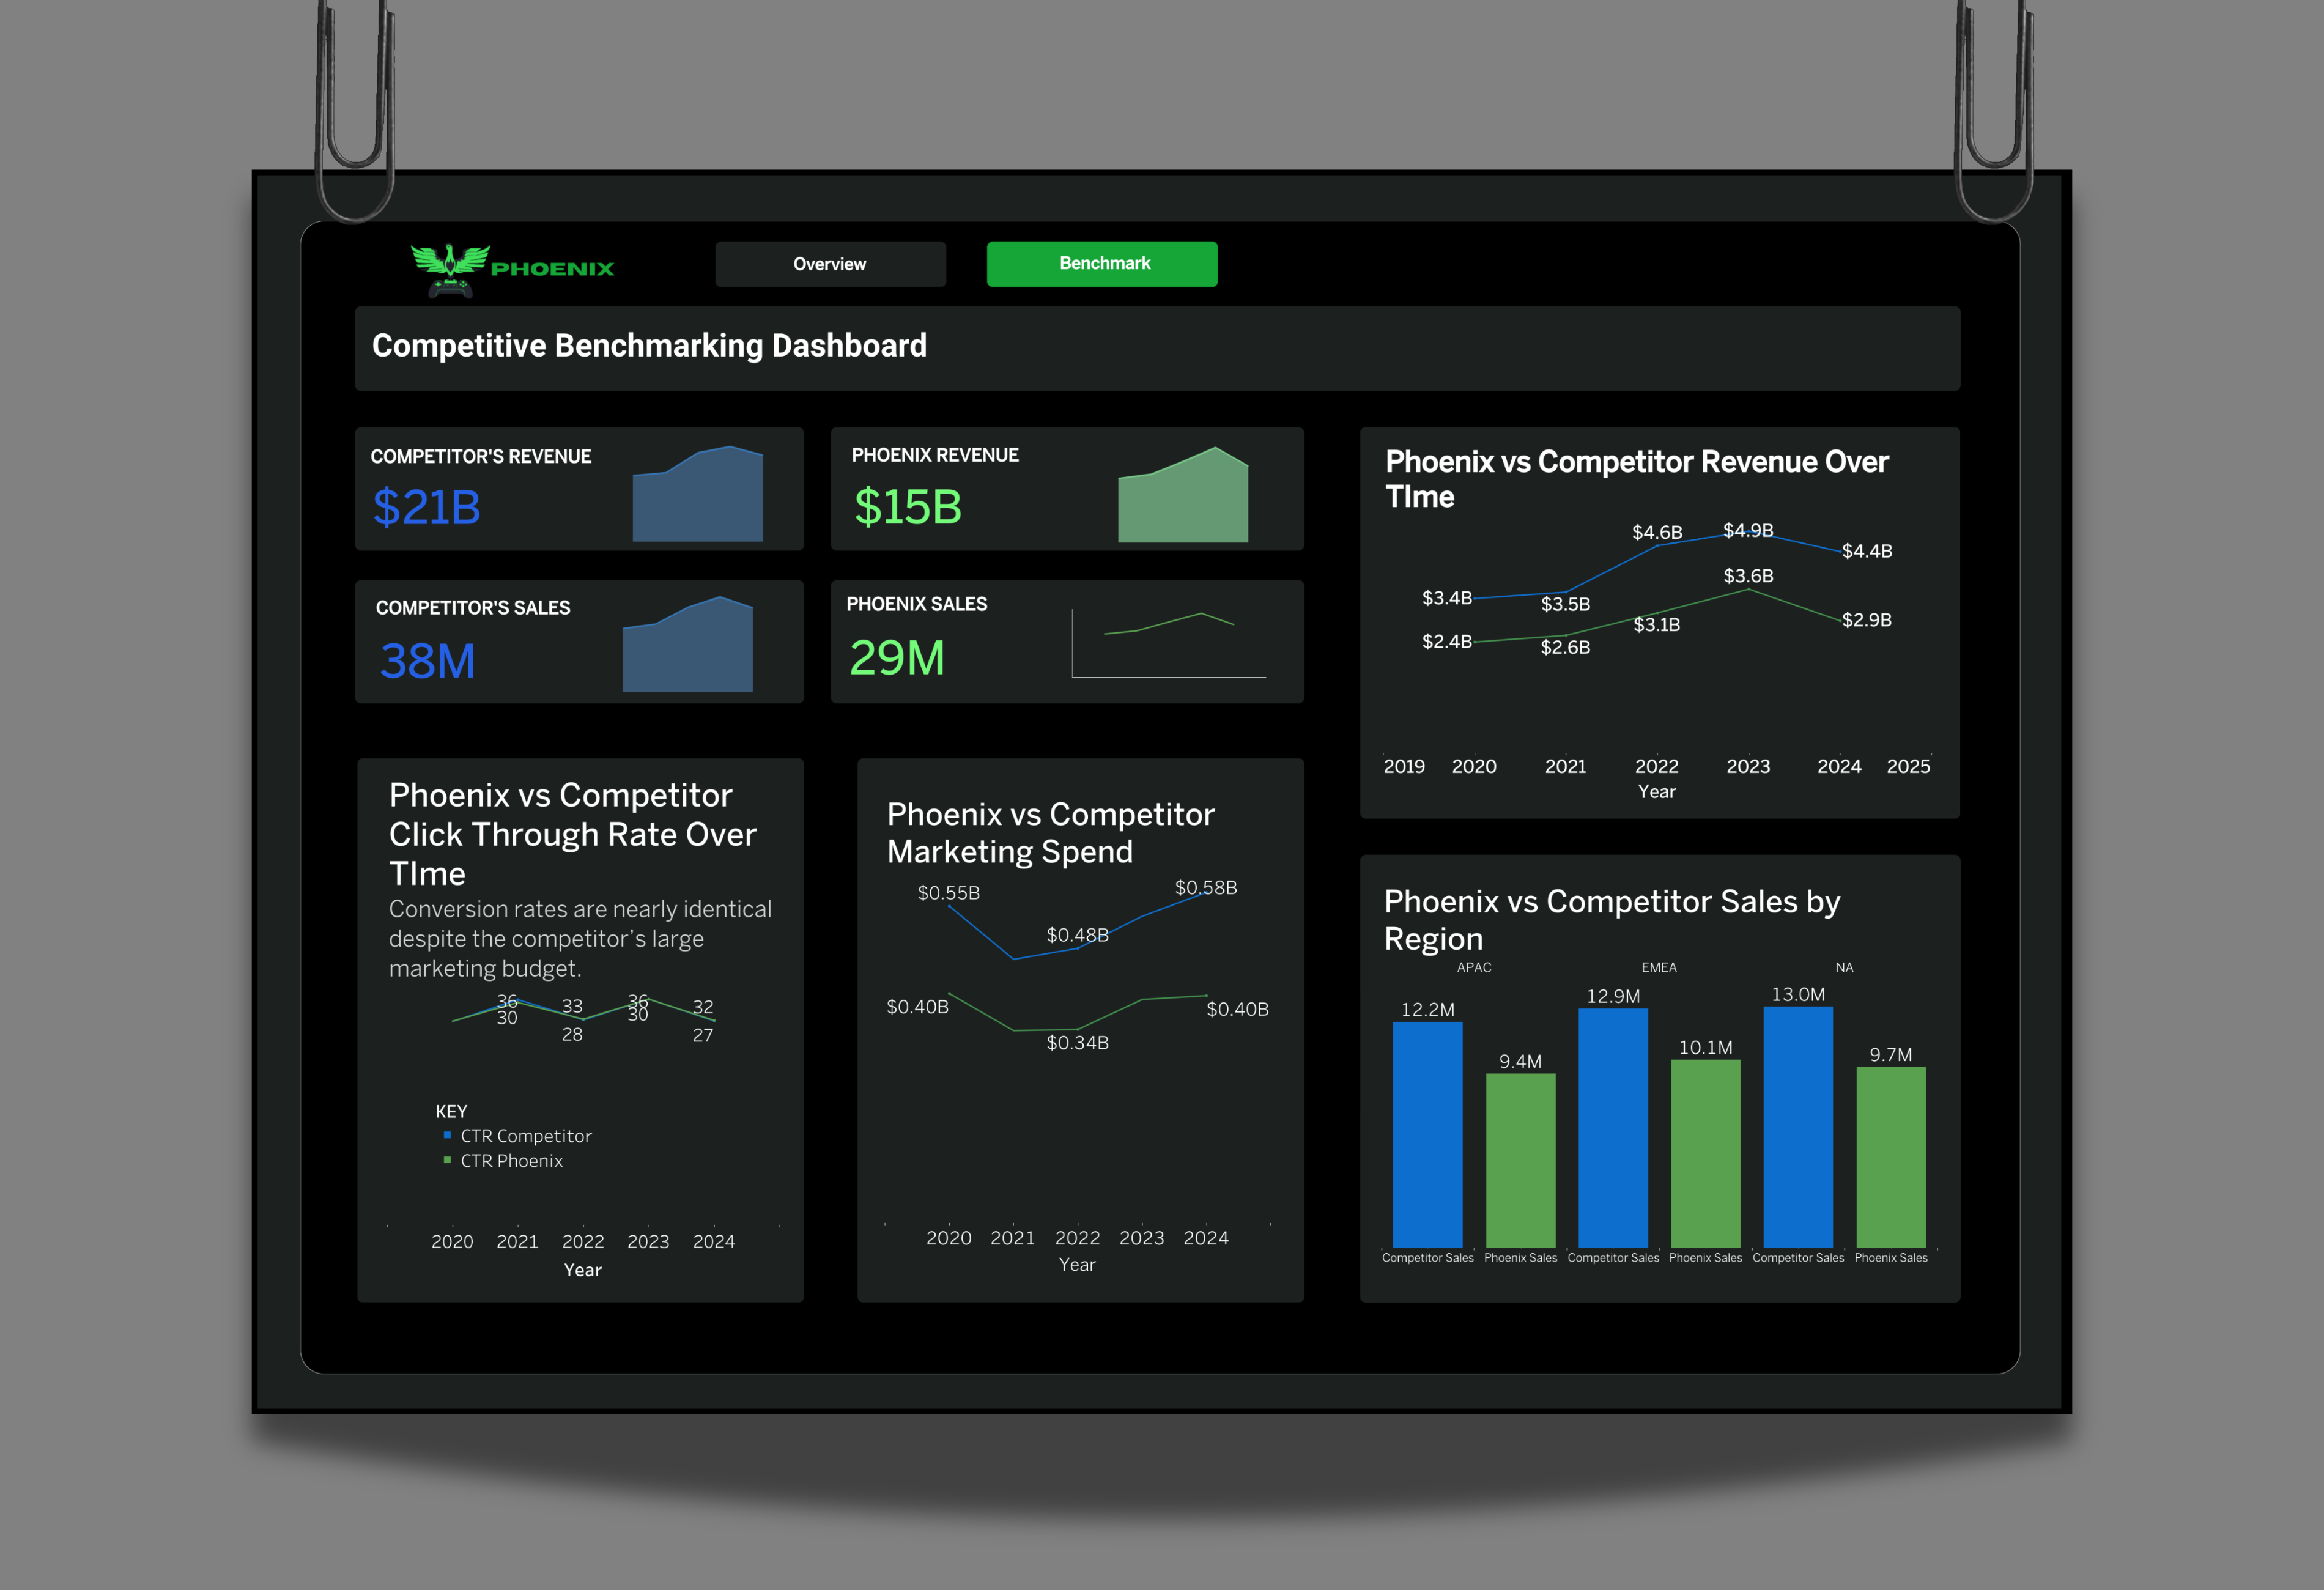 PHOENIX
Overview
Benchmark
Competitive Benchmarking Dashboard
COMPETITOR'S REVENUE
$21B
PHOENIX REVENUE
$15B
COMPETITOR'S SALES
38M
PHOENIX SALES
29M
Phoenix vs Competitor Revenue Over
TIme
$4.6B
$4.9B
$4.4B
$3.6B
$3.4B
$3.5B
$3.1B
$2.9B
$2.4B
$2.6B
2019 2020 2021 2022 2023 2024 2025
Year
Phoenix vs Competitor
Click Through Rate Over
TIme
Conversion rates are nearly identical
despite the competitor’s large
marketing budget.
36 33 36 32
30 28 30 27
KEY
CTR Competitor
CTR Phoenix
2020 2021 2022 2023 2024
Year
Phoenix vs Competitor
Marketing Spend
$0.55B
$0.58B
$0.48B
$0.40B
$0.40B
$0.34B
2020 2021 2022 2023 2024
Year
Phoenix vs Competitor Sales by
Region
APAC EMEA NA
12.2M 9.4M 12.9M 10.1M 13.0M 9.7M
Competitor Sales Phoenix Sales Competitor Sales Phoenix Sales Competitor Sales Phoenix Sales